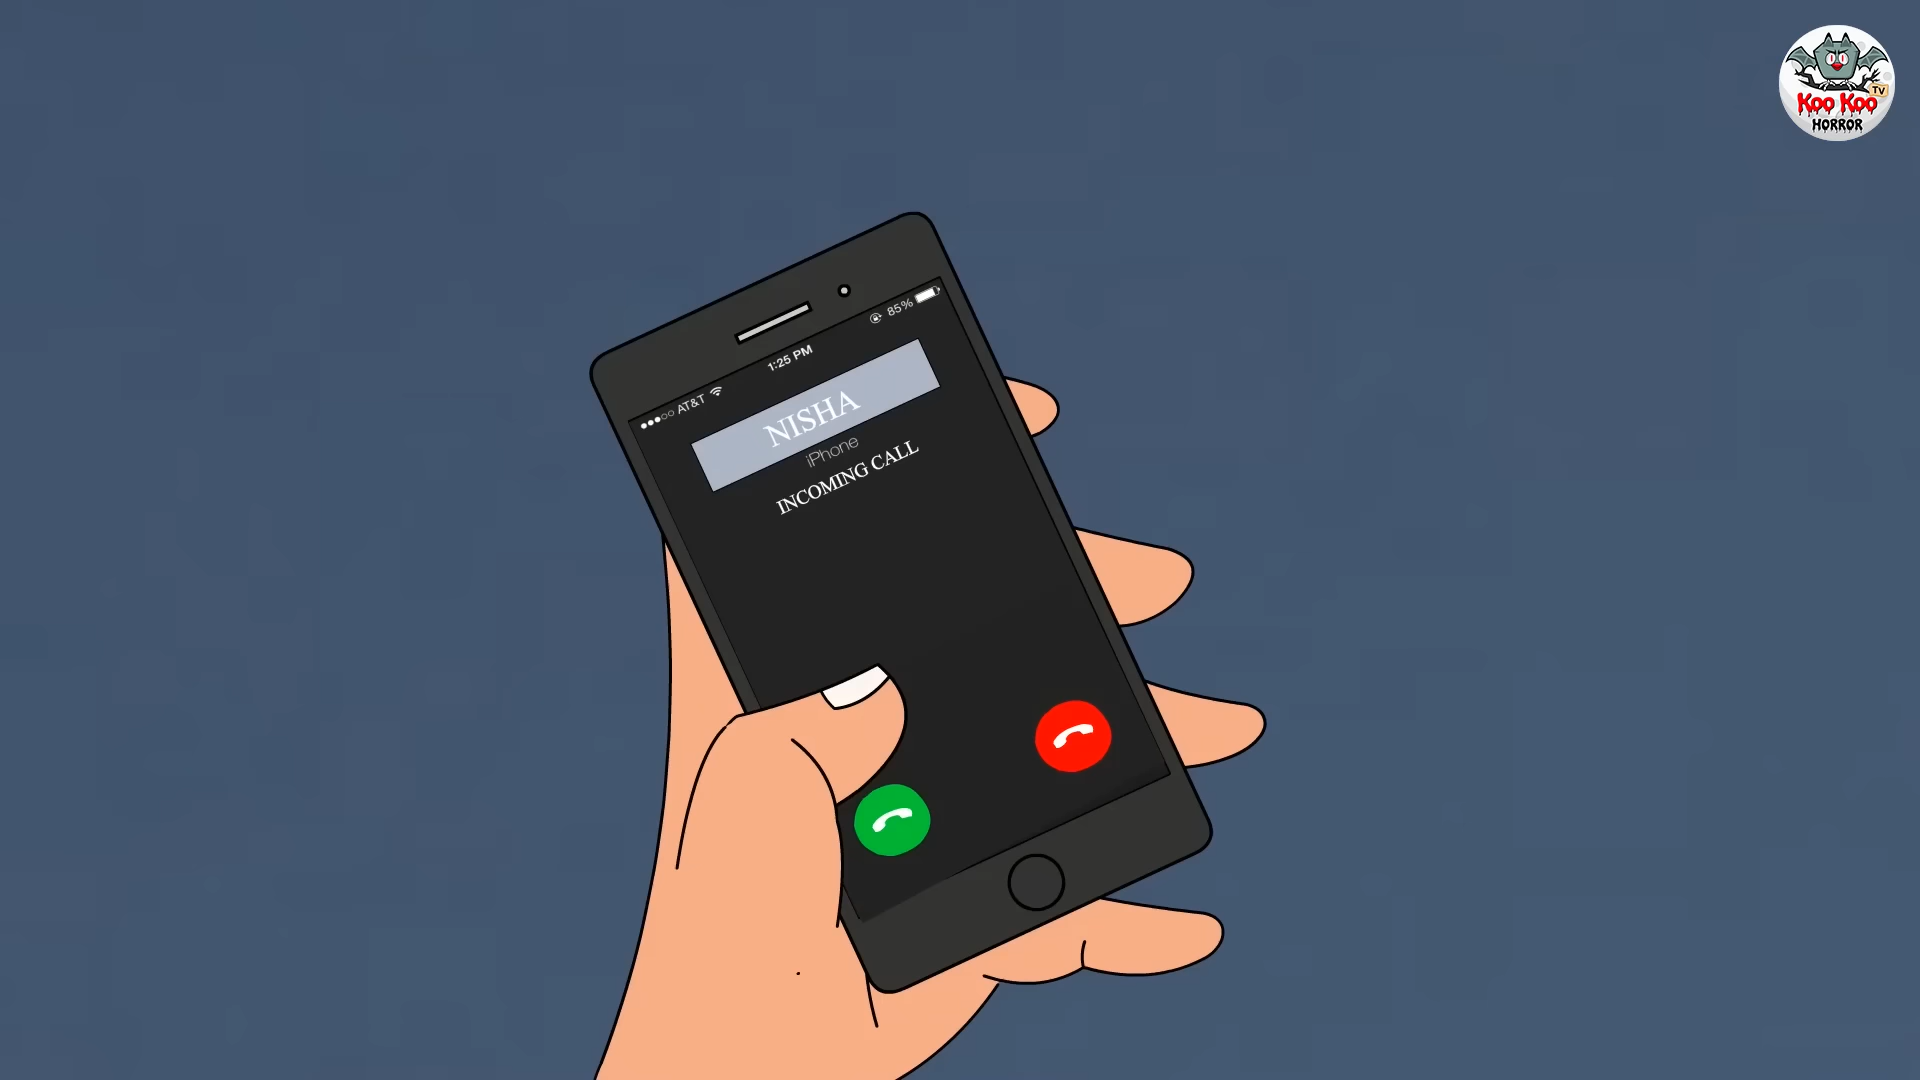 AT&T 1:25 PM 85%
NISHA
iPhone
INCOMING CALL
KOO KOO TV
HORROR